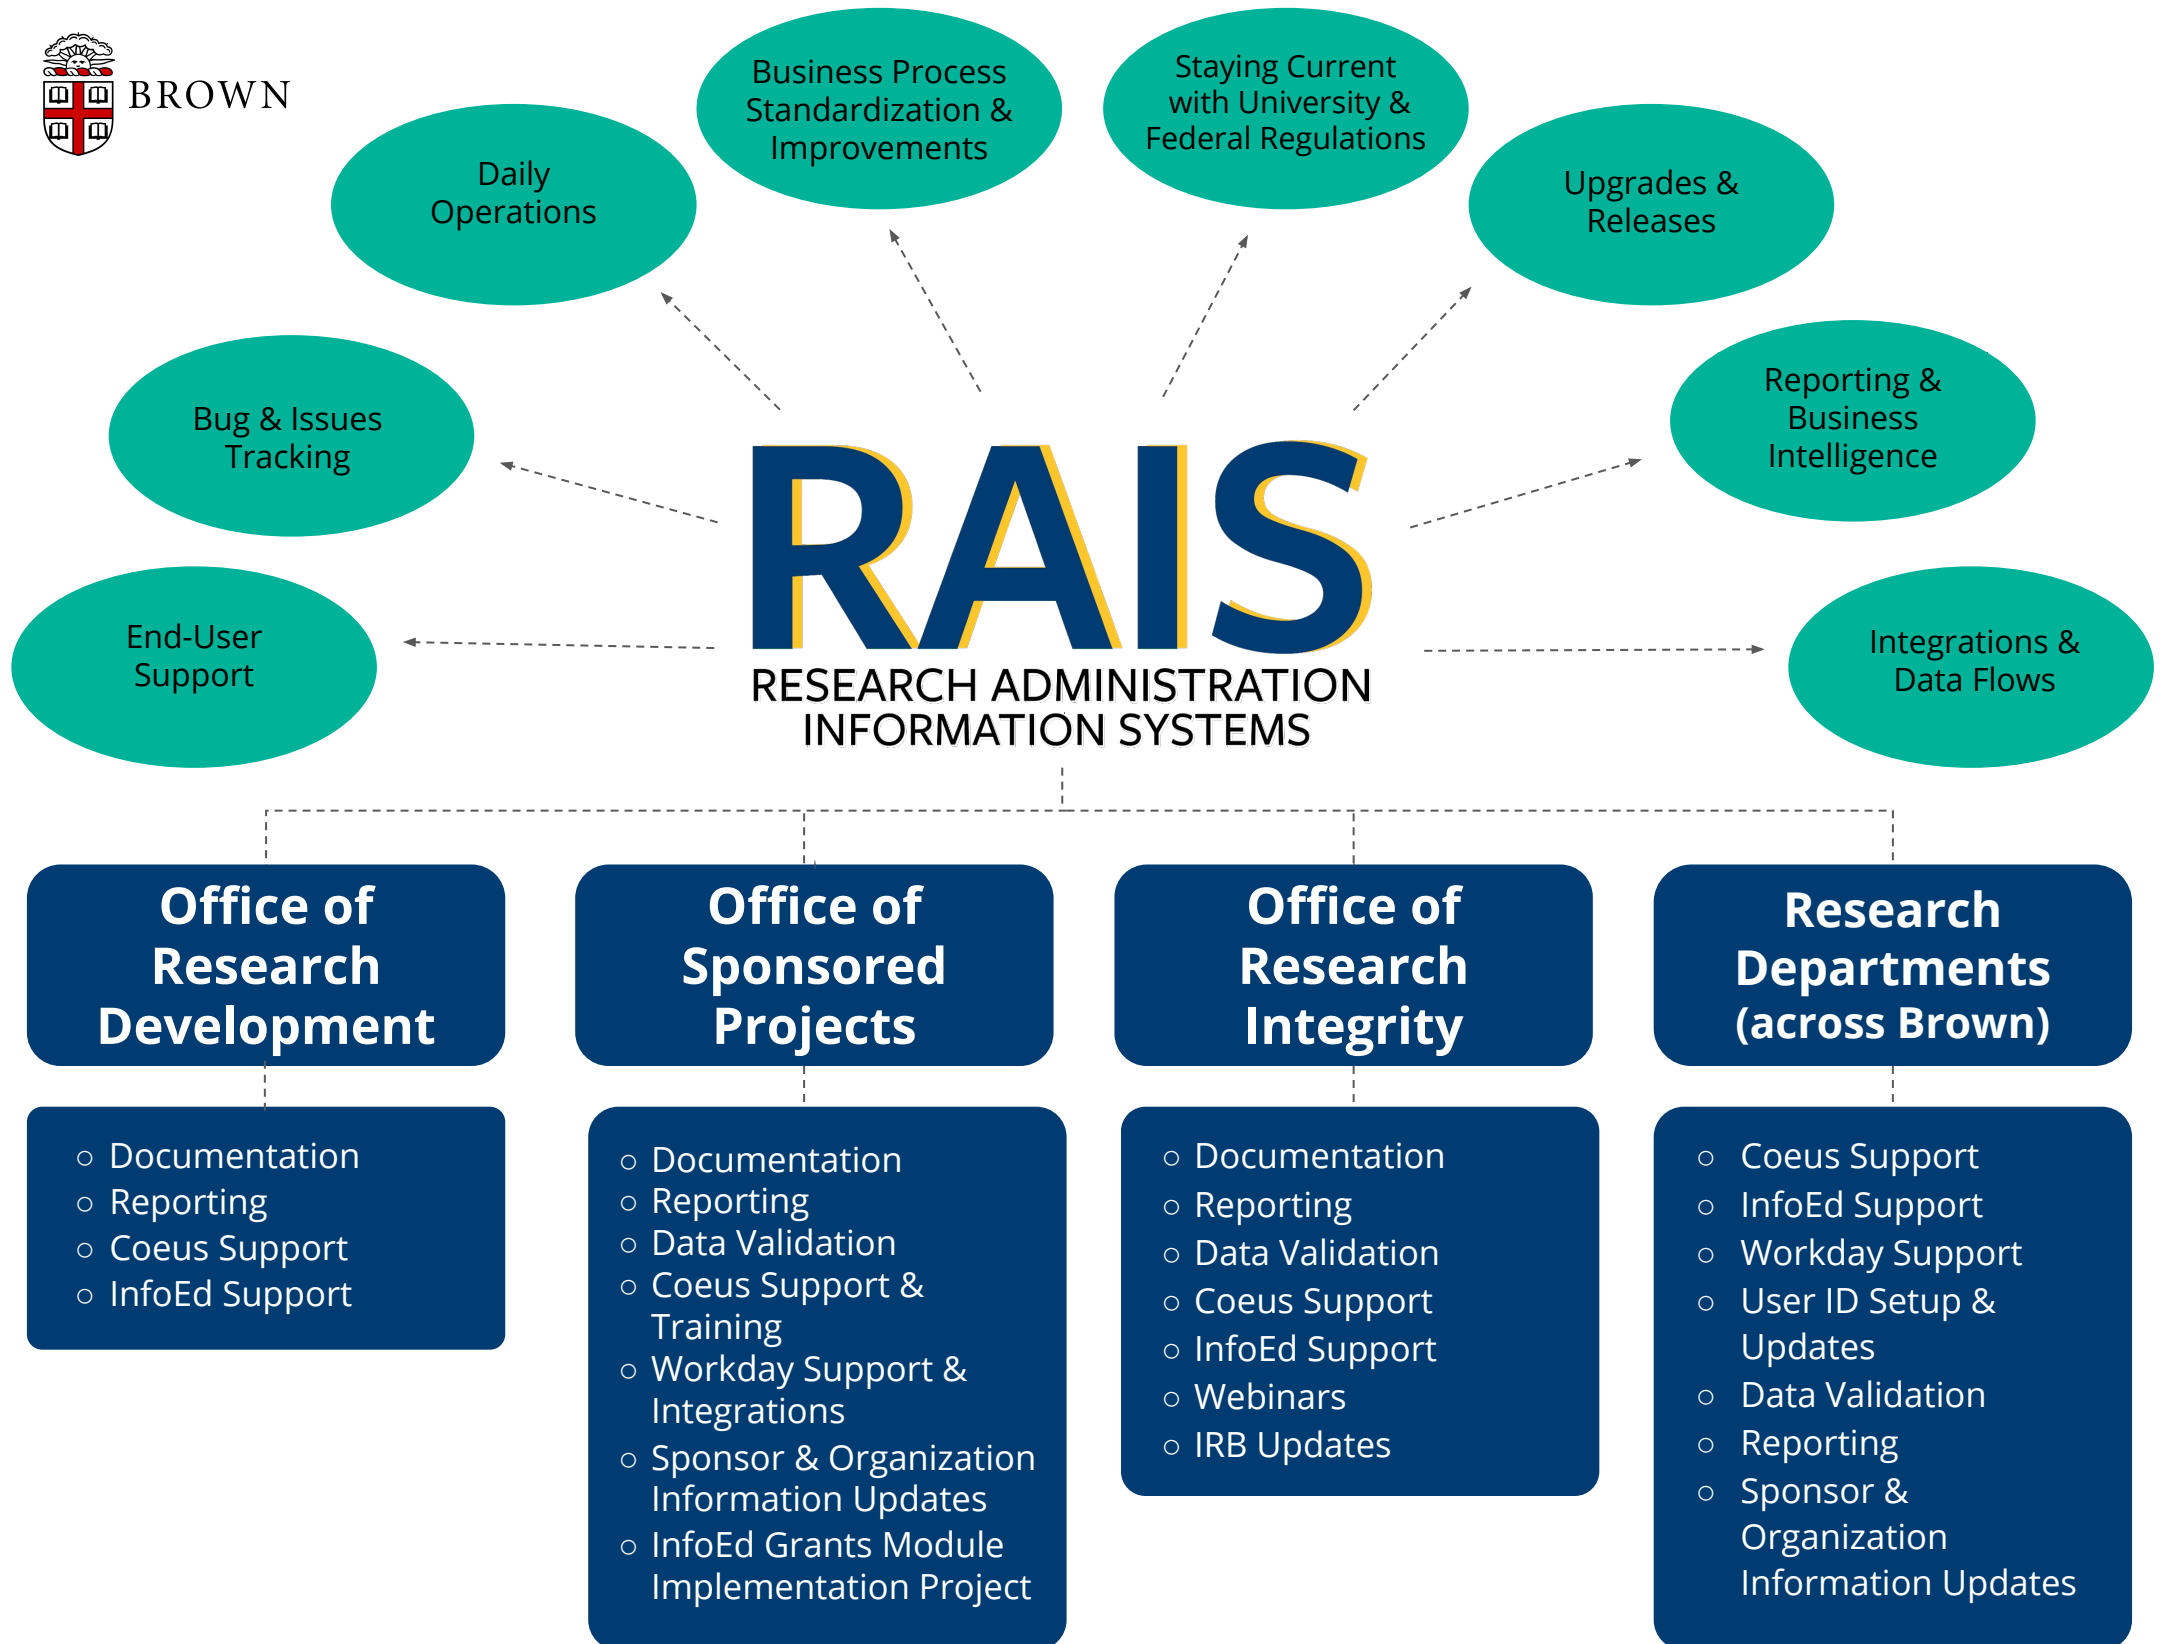 BROWN
Business Process
Standardization &
Improvements
Staying Current
with University &
Federal Regulations
Daily
Operations
Upgrades &
Releases
Bug & Issues
Tracking
Reporting &
Business
Intelligence
End-User
Support
Integrations &
Data Flows
RAIS
RESEARCH ADMINISTRATION
INFORMATION SYSTEMS
Office of
Research
Development
○ Documentation
○ Reporting
○ Coeus Support
○ InfoEd Support
Office of
Sponsored
Projects
○ Documentation
○ Reporting
○ Data Validation
○ Coeus Support &
Training
○ Workday Support &
Integrations
○ Sponsor & Organization
Information Updates
○ InfoEd Grants Module
Implementation Project
Office of
Research
Integrity
○ Documentation
○ Reporting
○ Data Validation
○ Coeus Support
○ InfoEd Support
○ Webinars
○ IRB Updates
Research
Departments
(across Brown)
○ Coeus Support
○ InfoEd Support
○ Workday Support
○ User ID Setup &
Updates
○ Data Validation
○ Reporting
○ Sponsor &
Organization
Information Updates